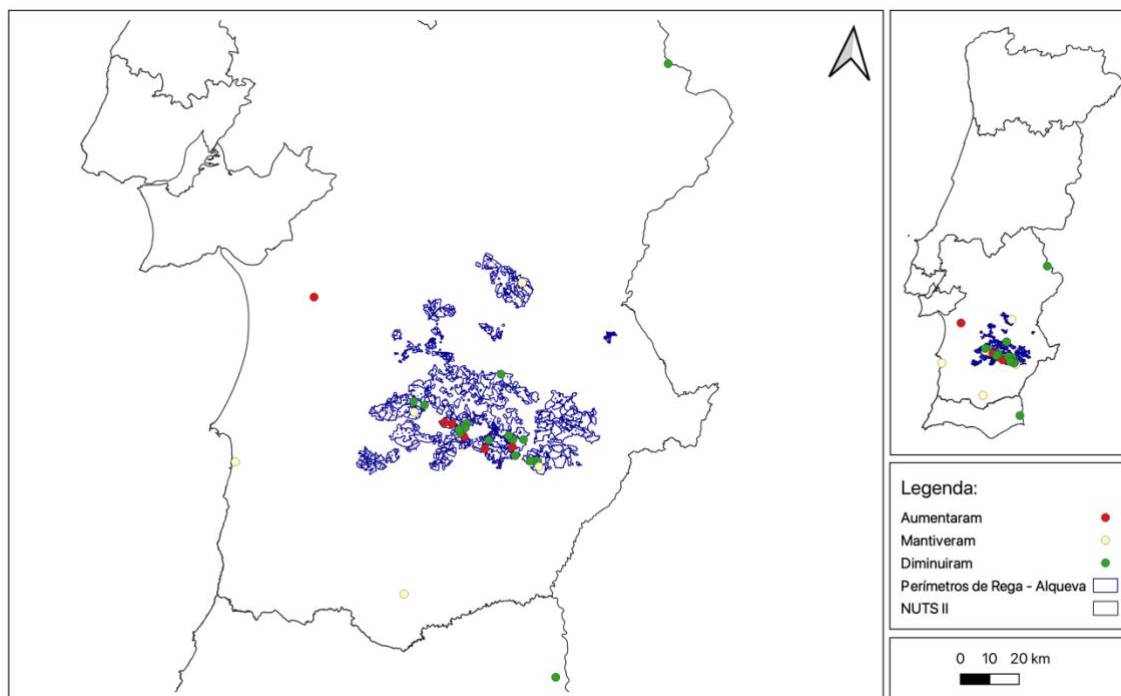 Legenda:
Aumentaram
Mantiveram
Diminuiram
Perímetros de Rega - Alqueva
NUTS II
0 10 20 km